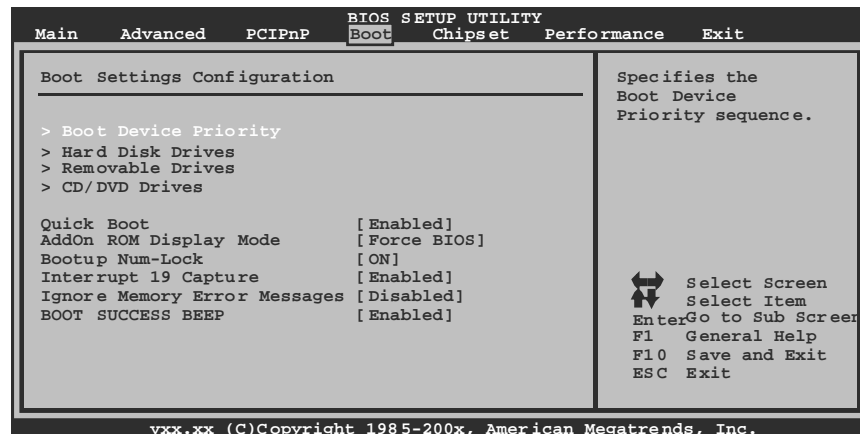 BIOS SETUP UTILITY
Main Advanced PCIPnP Boot Chipset Performance Exit
Boot Settings Configuration
> Boot Device Priority
> Hard Disk Drives
> Removable Drives
> CD/DVD Drives
Quick Boot [Enabled]
AddOn ROM Display Mode [Force BIOS]
Bootup Num-Lock [ON]
Interrupt 19 Capture [Enabled]
Ignore Memory Error Messages [Disabled]
BOOT SUCCESS BEEP [Enabled]
Specifies the
Boot Device
Priority sequence.
Select Screen
Select Item
Enter Go to Sub Screen
F1 General Help
F10 Save and Exit
ESC Exit
vxx.xx (C)Copyright 1985-200x, American Megatrends, Inc.